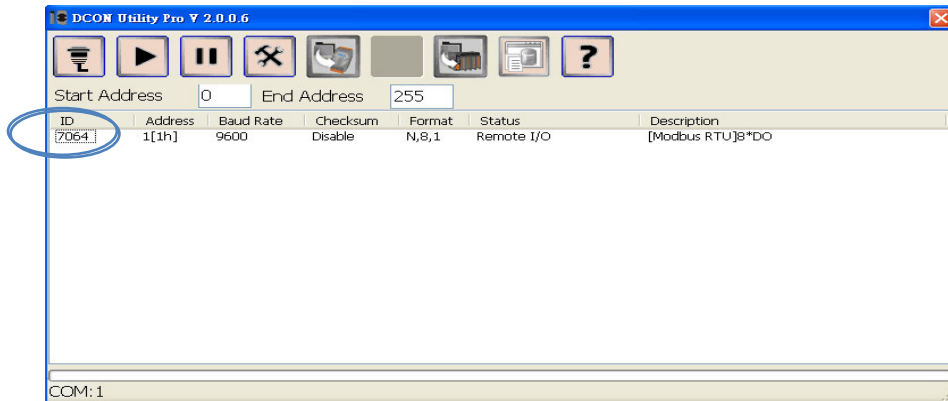 DCON Utility Pro V 2.0.0.6
?
Start Address 0 End Address 255
ID Address Baud Rate Checksum Format Status Description
7064 1[1h] 9600 Disable N,8,1 Remote I/O [Modbus RTU]8*DO
COM:1